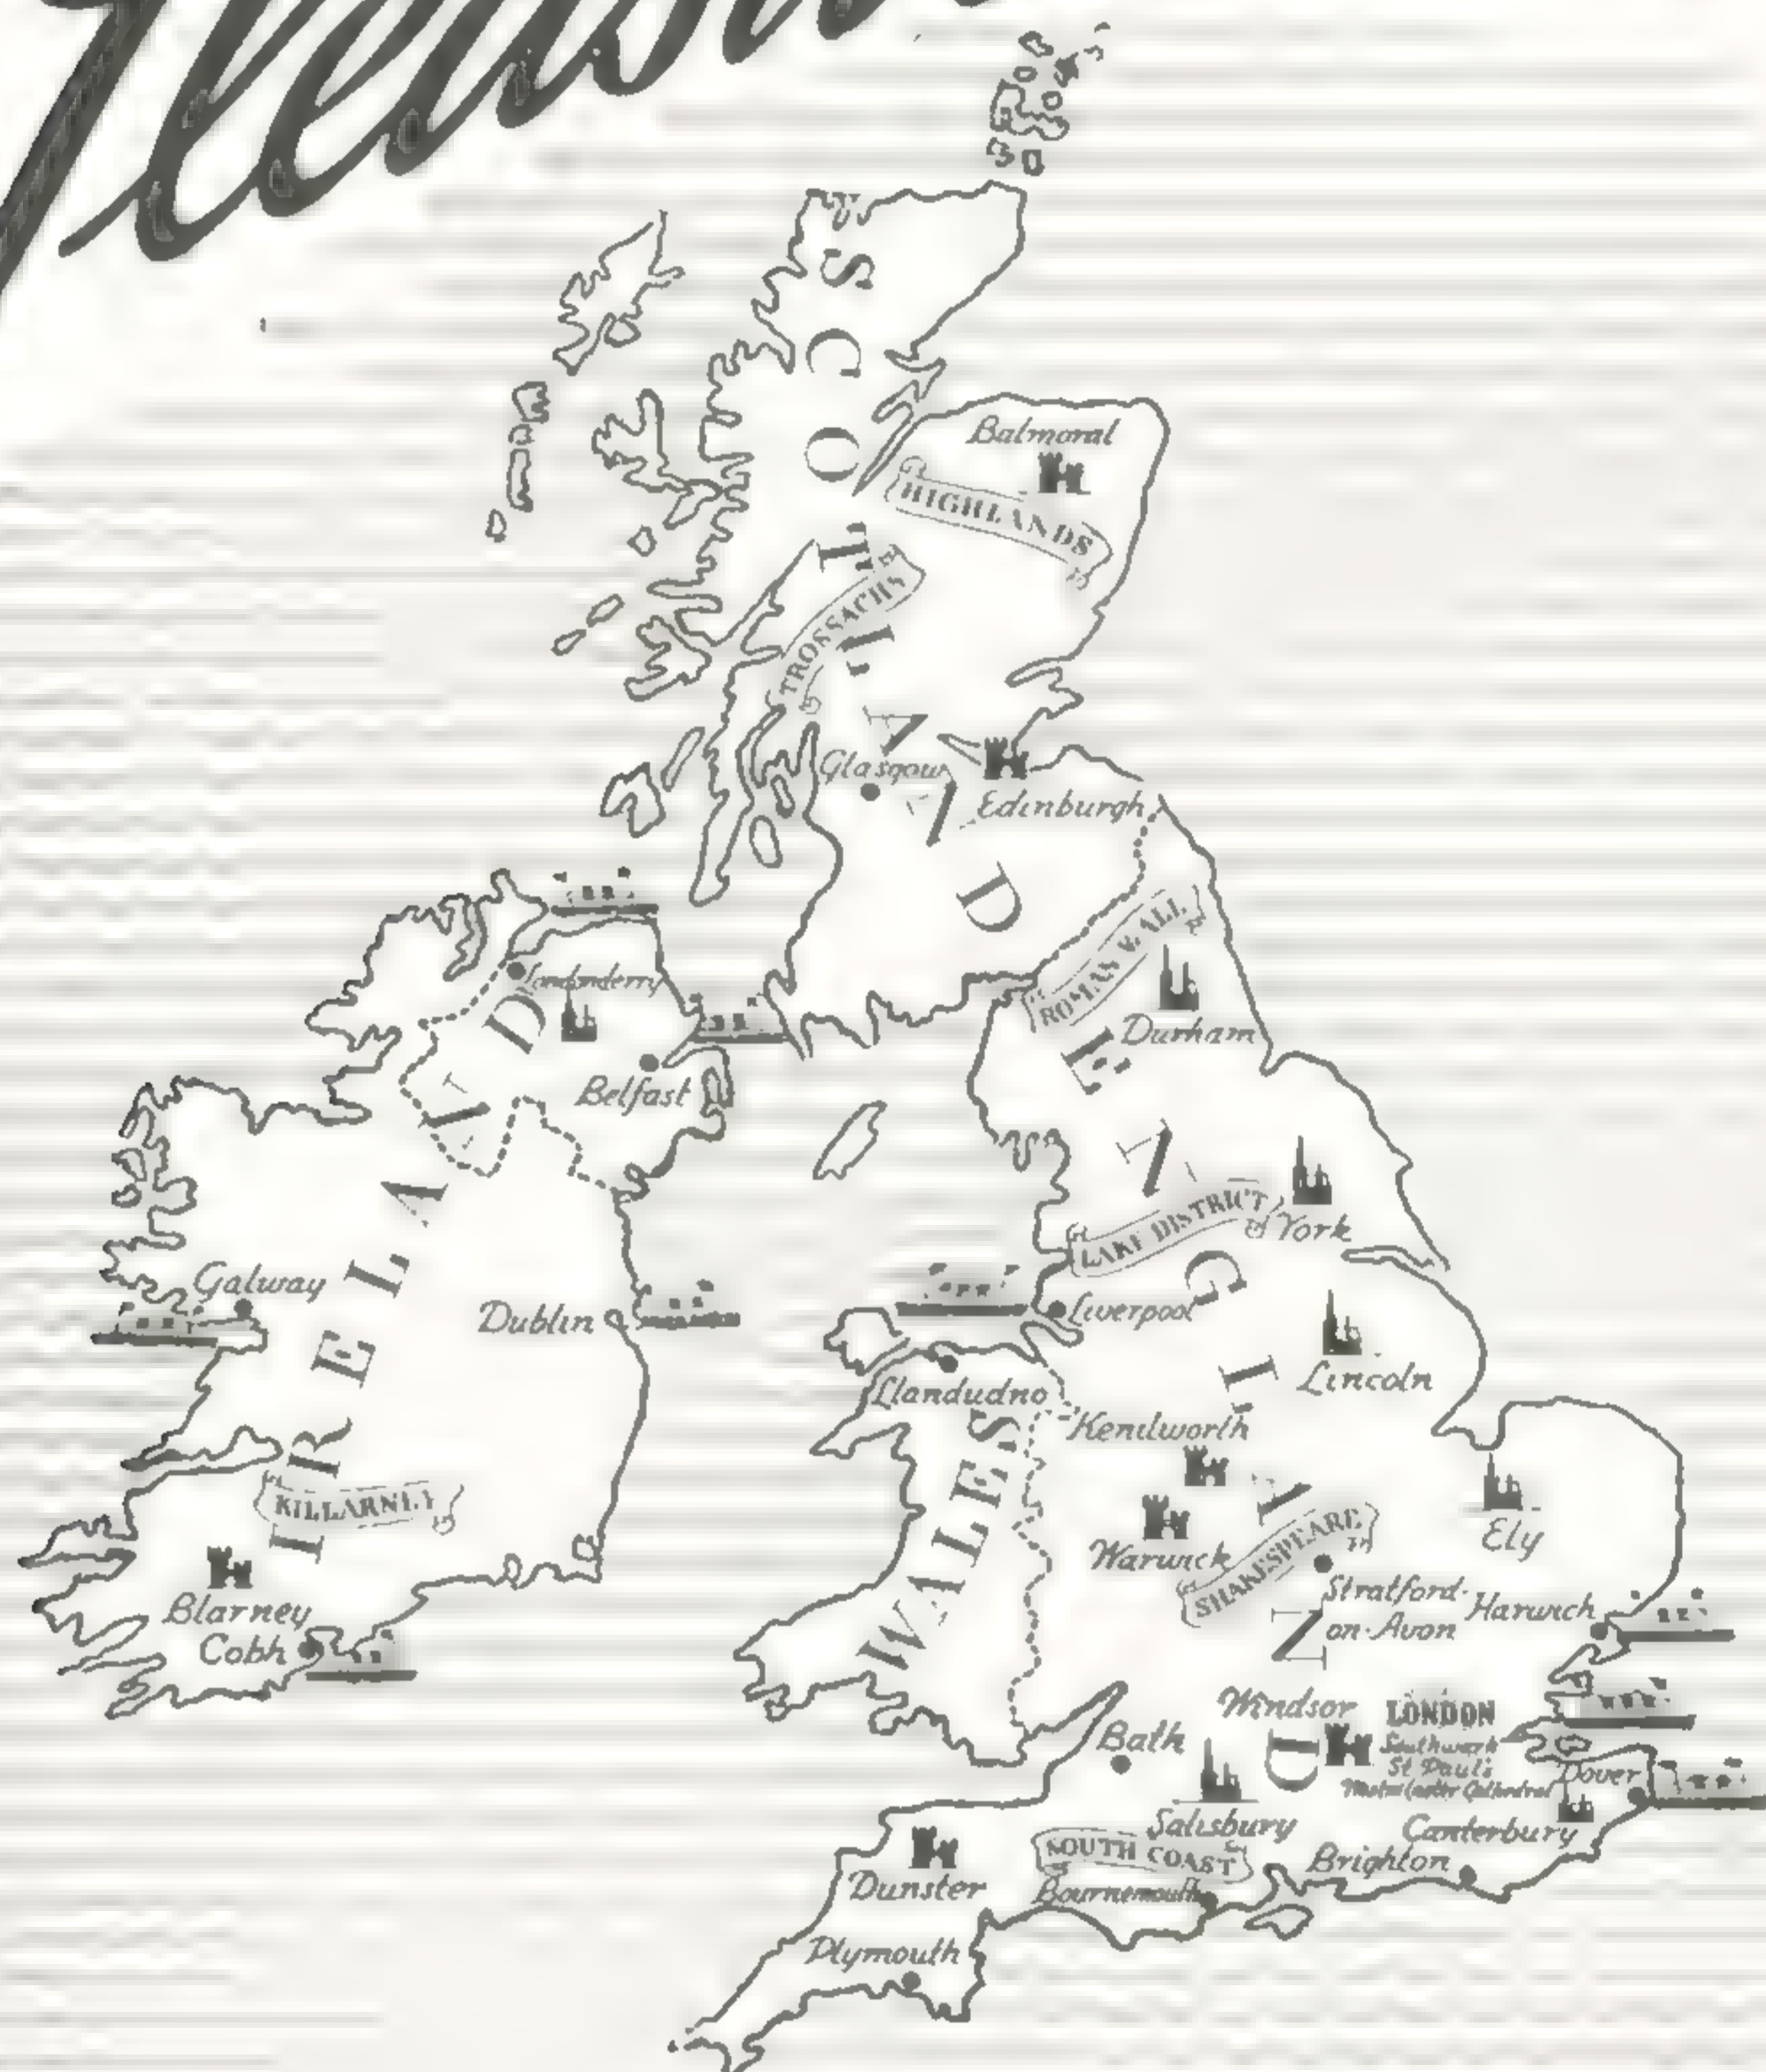 SCOTLAND
Balmoral
HIGHLANDS
TROSSACHS
Glasgow
Edinburgh
ROMAN WALL
Londonderry
Durham
Belfast
IRELAND
ENGLAND
LAKE DISTRICT
York
Galway
Dublin
Liverpool
Lincoln
Llandudno
Kenilworth
WALES
KILLARNEY
Ely
Warwick
SHAKESPEARE
Stratford-
on-Avon
Harwich
Blarney
Cobh
Windsor
LONDON
Southwark
St Paul's
Bath
Dover
Salisbury
Canterbury
SOUTH COAST
Brighton
Dunster
Bournemouth
Plymouth